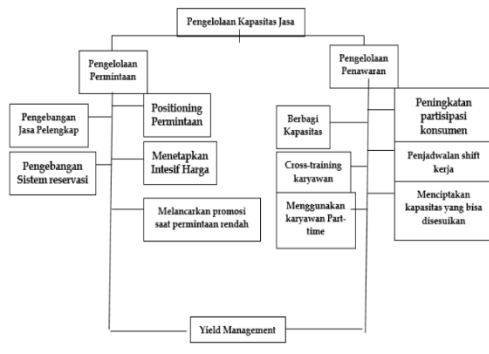 Pengelolaan Kapasitas Jasa
Pengelolaan
Permintaan
Pengelolaan
Penawaran
Pengebangan
Jasa Pelengkap
Positioning
Permintaan
Pengebangan
Sistem reservasi
Menetapkan
Intesif Harga
Melancarkan promosi
saat permintaan rendah
Berbagi
Kapasitas
Peningkatan
partisipasi
konsumen
Cross-training
karyawan
Penjadwalan shift
kerja
Menggunakan
karyawan Part-
time
Menciptakan
kapasitas yang bisa
disesuikan
Yield Management